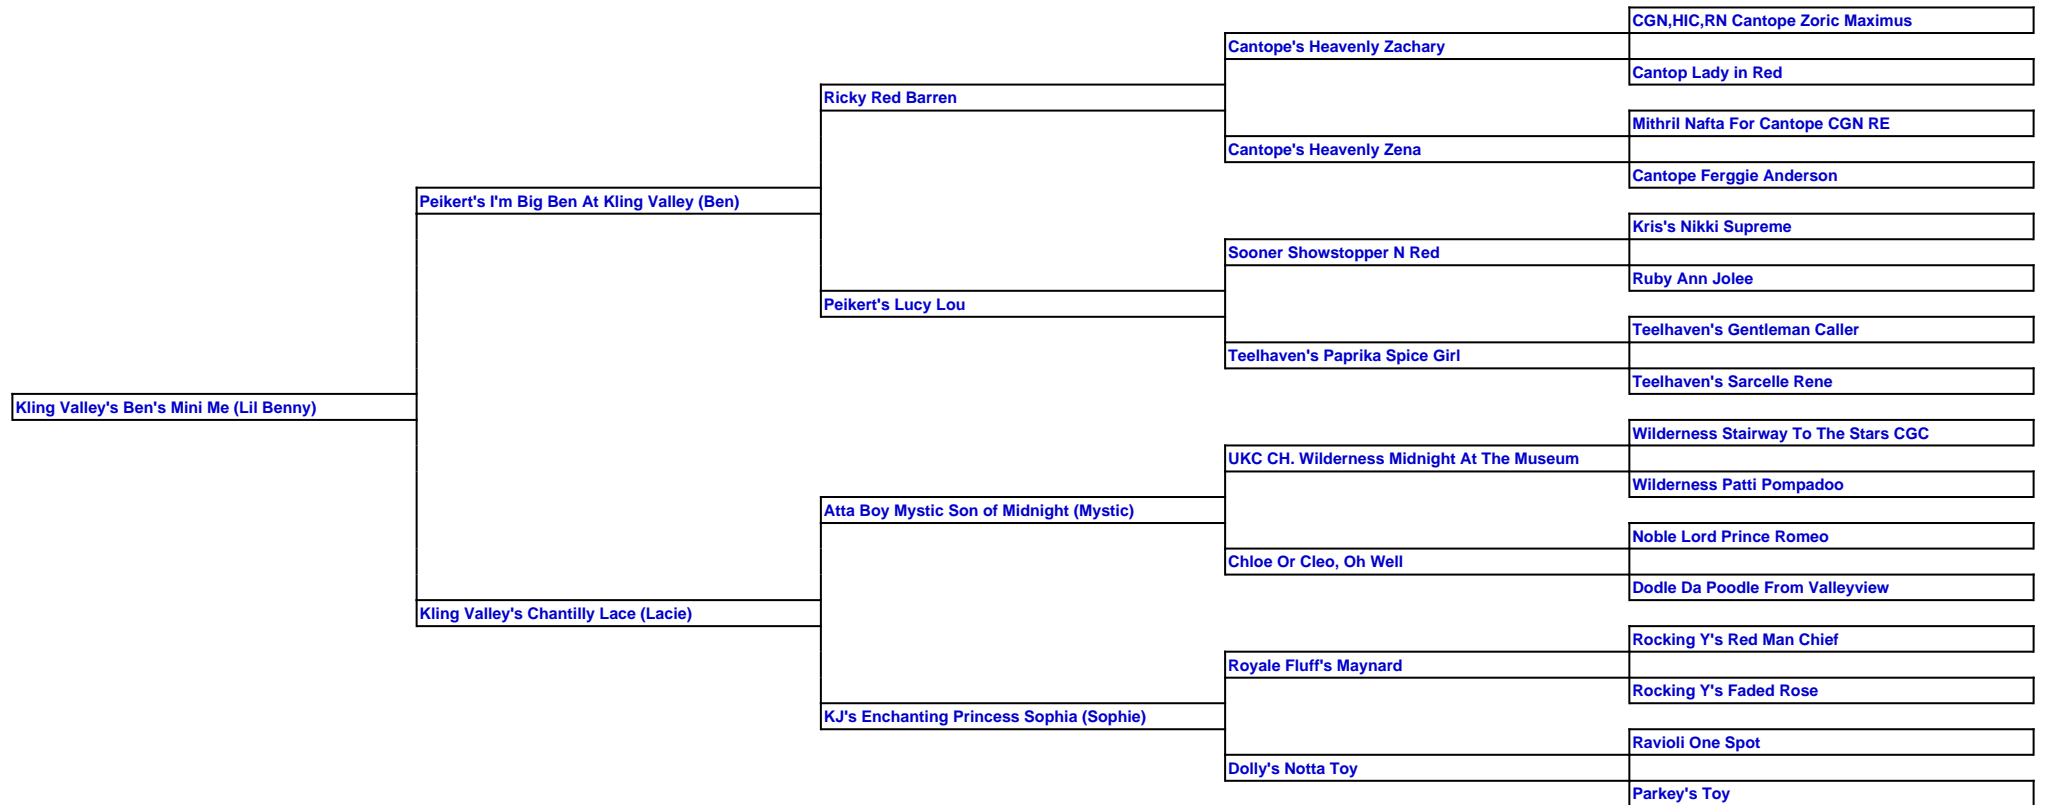 CGN,HIC,RN Cantope Zoric Maximus
Cantope's Heavenly Zachary
Cantop Lady in Red
Ricky Red Barren
Mithril Nafta For Cantope CGN RE
Cantope's Heavenly Zena
Cantope Ferggie Anderson
Peikert's I'm Big Ben At Kling Valley (Ben)
Kris's Nikki Supreme
Sooner Showstopper N Red
Ruby Ann Jolee
Peikert's Lucy Lou
Teelhaven's Gentleman Caller
Teelhaven's Paprika Spice Girl
Teelhaven's Sarcelle Rene
Kling Valley's Ben's Mini Me (Lil Benny)
Wilderness Stairway To The Stars CGC
UKC CH. Wilderness Midnight At The Museum
Wilderness Patti Pompadoo
Atta Boy Mystic Son of Midnight (Mystic)
Noble Lord Prince Romeo
Chloe Or Cleo, Oh Well
Dodle Da Poodle From Valleyview
Kling Valley's Chantilly Lace (Lacie)
Rocking Y's Red Man Chief
Royale Fluff's Maynard
Rocking Y's Faded Rose
KJ's Enchanting Princess Sophia (Sophie)
Ravioli One Spot
Dolly's Notta Toy
Parkey's Toy